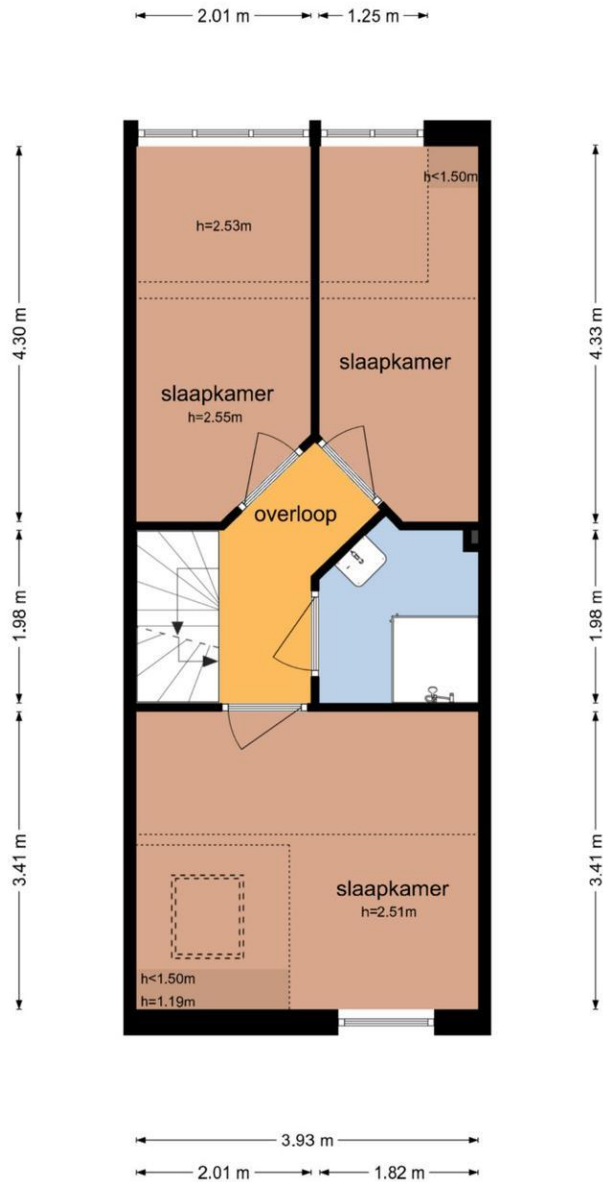 2.01 m
1.25 m
h<1.50m
h=2.53m
4.30 m
4.33 m
slaapkamer
slaapkamer
h=2.55m
overloop
1.98 m
1.98 m
3.41 m
3.41 m
slaapkamer
h=2.51m
h<1.50m
h=1.19m
3.93 m
2.01 m
1.82 m